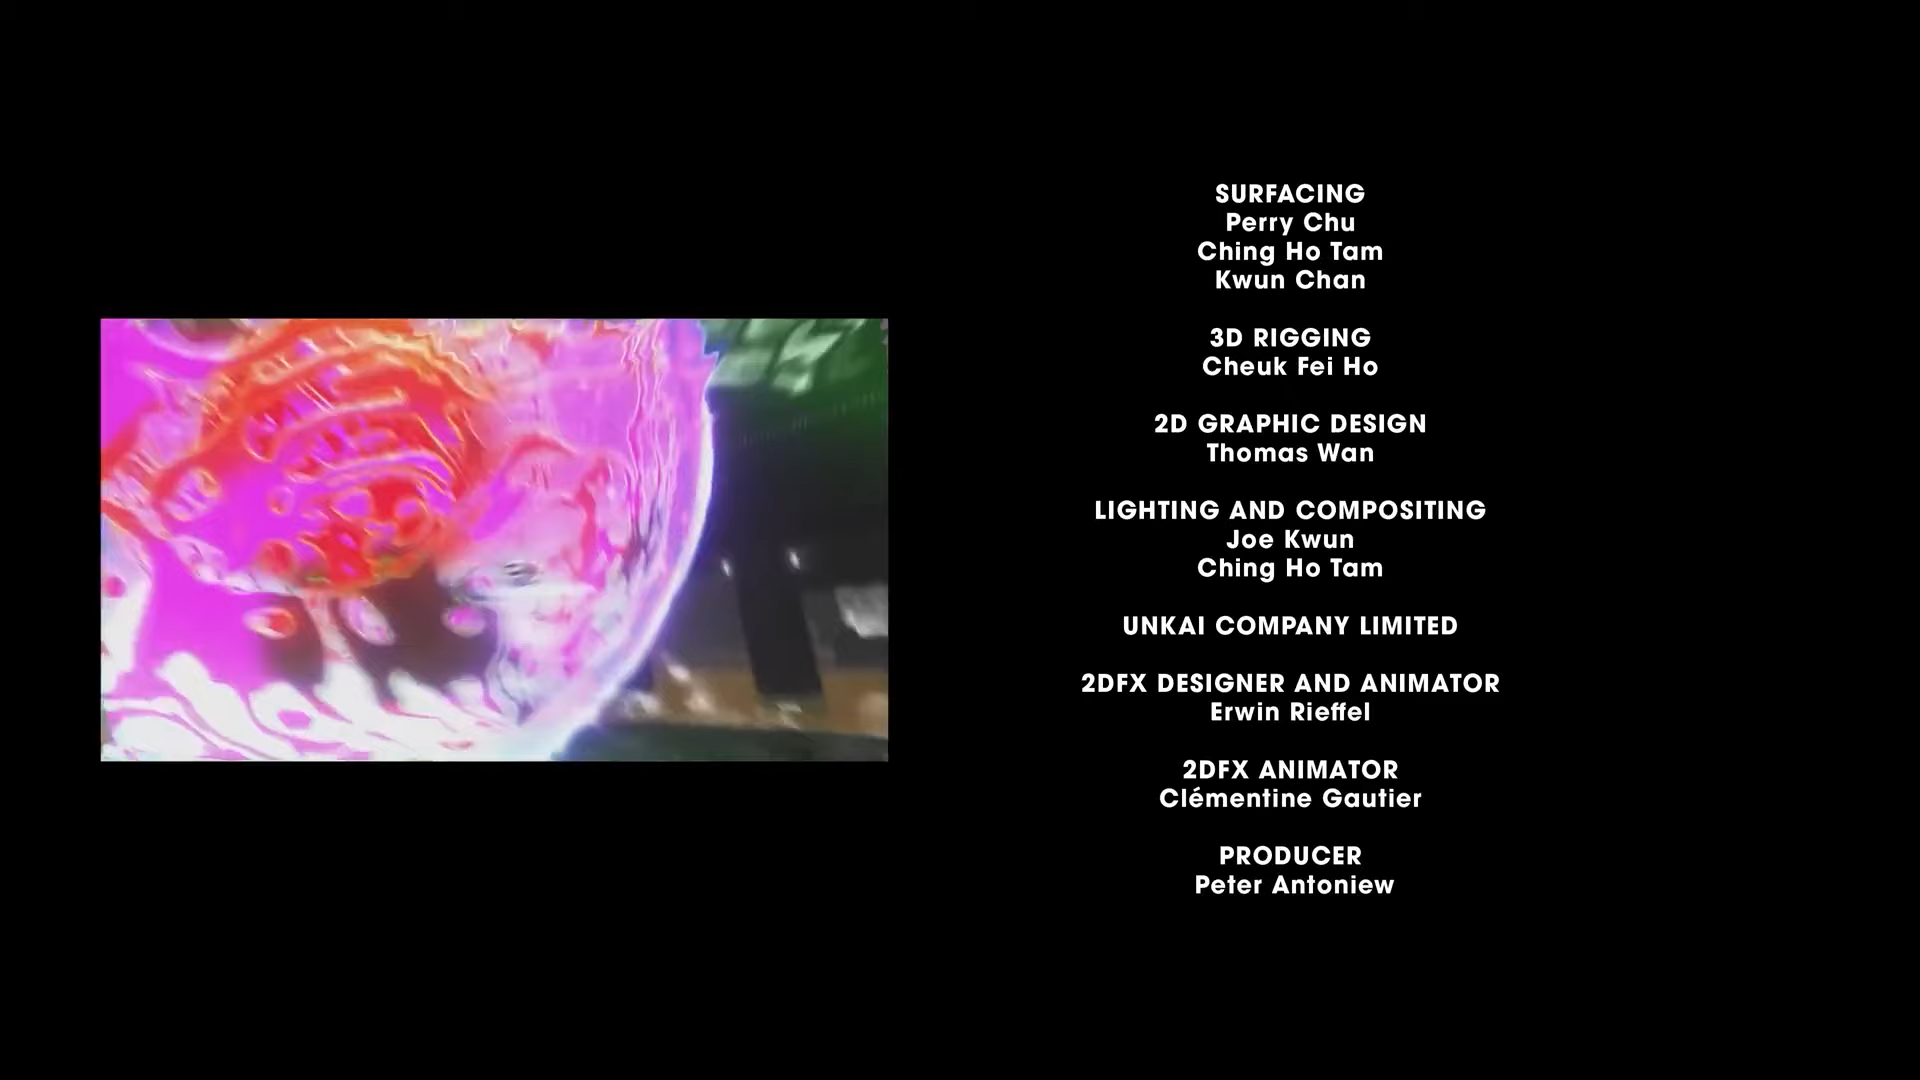 SURFACING
Perry Chu
Ching Ho Tam
Kwun Chan
3D RIGGING
Cheuk Fei Ho
2D GRAPHIC DESIGN
Thomas Wan
LIGHTING AND COMPOSITING
Joe Kwun
Ching Ho Tam
UNKAI COMPANY LIMITED
2DFX DESIGNER AND ANIMATOR
Erwin Rieffel
2DFX ANIMATOR
Clémentine Gautier
PRODUCER
Peter Antoniew